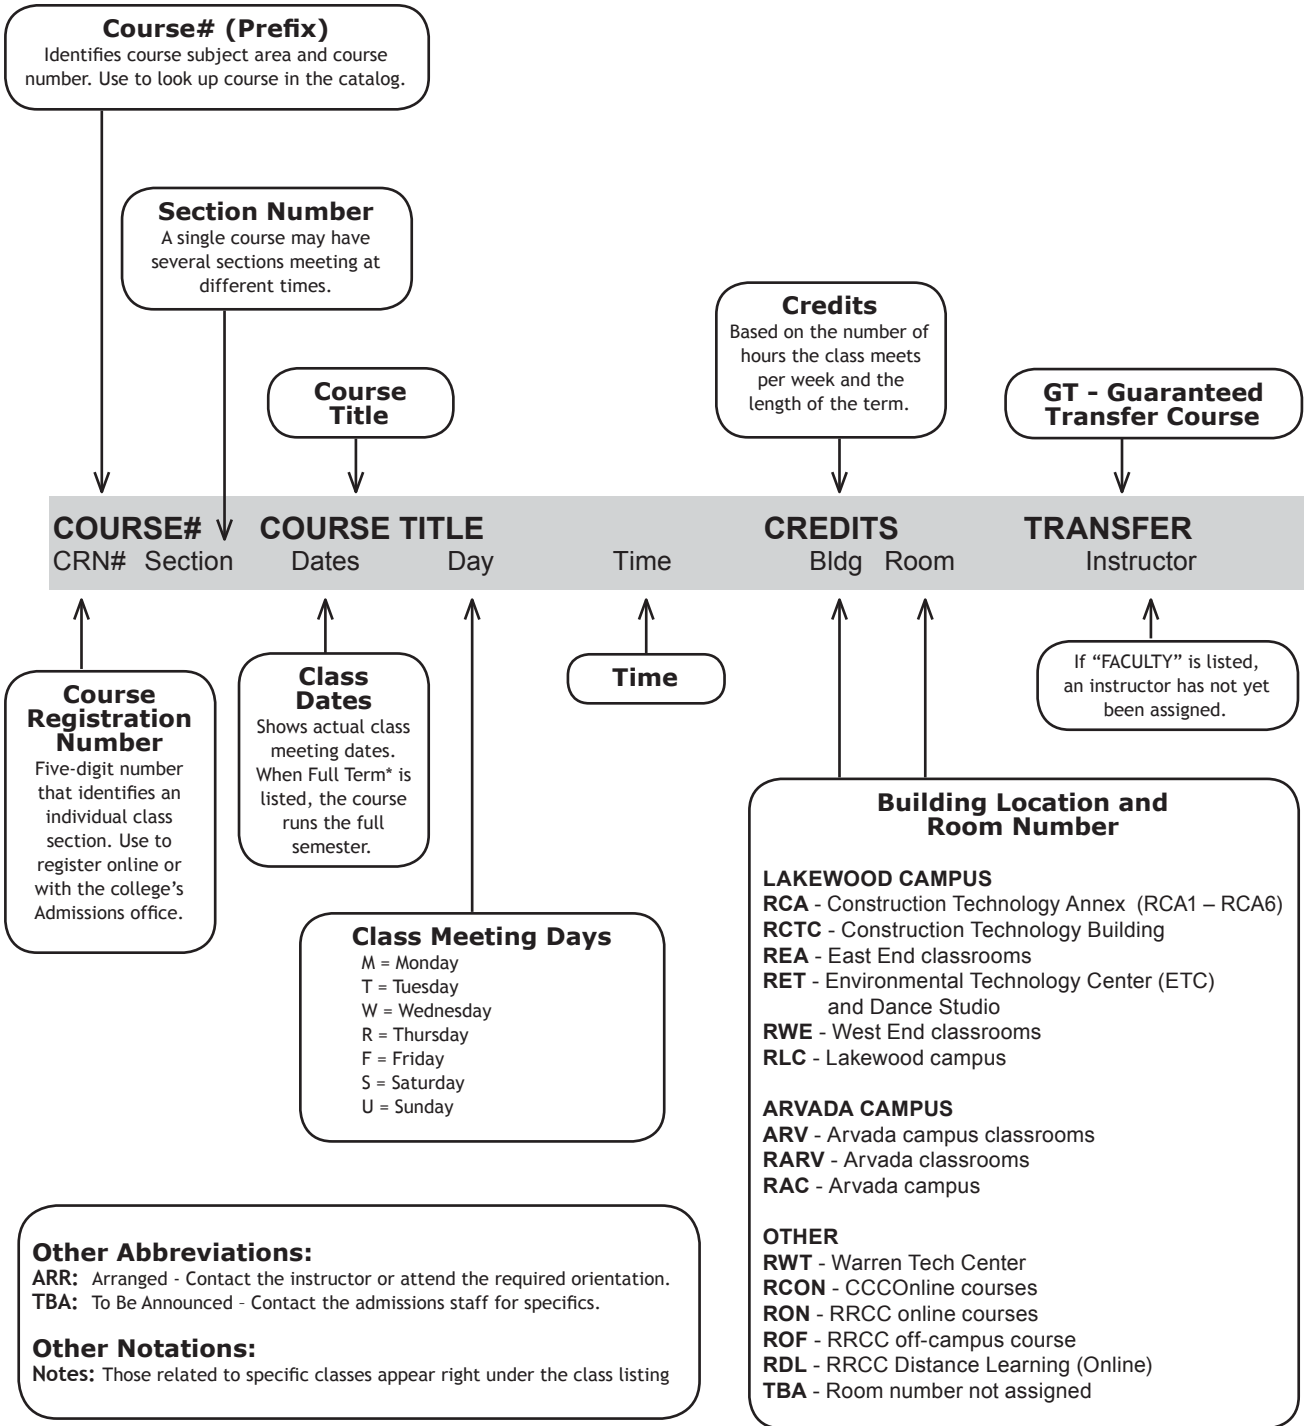 Course# (Prefix)
Identifies course subject area and course
number. Use to look up course in the catalog.
Section Number
A single course may have
several sections meeting at
different times.
Course
Title
Credits
Based on the number of
hours the class meets
per week and the
length of the term.
GT - Guaranteed
Transfer Course
COURSE# COURSE TITLE CREDITS TRANSFER
CRN# Section Dates Day Time Bldg Room Instructor
Course
Registration
Number
Five-digit number
that identifies an
individual class
section. Use to
register online or
with the college's
Admissions office.
Class
Dates
Shows actual class
meeting dates.
When Full Term* is
listed, the course
runs the full
semester.
Time
If “FACULTY” is listed,
an instructor has not yet
been assigned.
Class Meeting Days
M = Monday
T = Tuesday
W = Wednesday
R = Thursday
F = Friday
S = Saturday
U = Sunday
Building Location and
Room Number
LAKEWOOD CAMPUS
RCA - Construction Technology Annex (RCA1 – RCA6)
RCTC - Construction Technology Building
REA - East End classrooms
RET - Environmental Technology Center (ETC)
and Dance Studio
RWE - West End classrooms
RLC - Lakewood campus
ARVADA CAMPUS
ARV - Arvada campus classrooms
RARV - Arvada classrooms
RAC - Arvada campus
OTHER
RWT - Warren Tech Center
RCON - CCCOnline courses
RON - RRCC online courses
ROF - RRCC off-campus course
RDL - RRCC Distance Learning (Online)
TBA - Room number not assigned
Other Abbreviations:
ARR: Arranged - Contact the instructor or attend the required orientation.
TBA: To Be Announced – Contact the admissions staff for specifics.
Other Notations:
Notes: Those related to specific classes appear right under the class listing